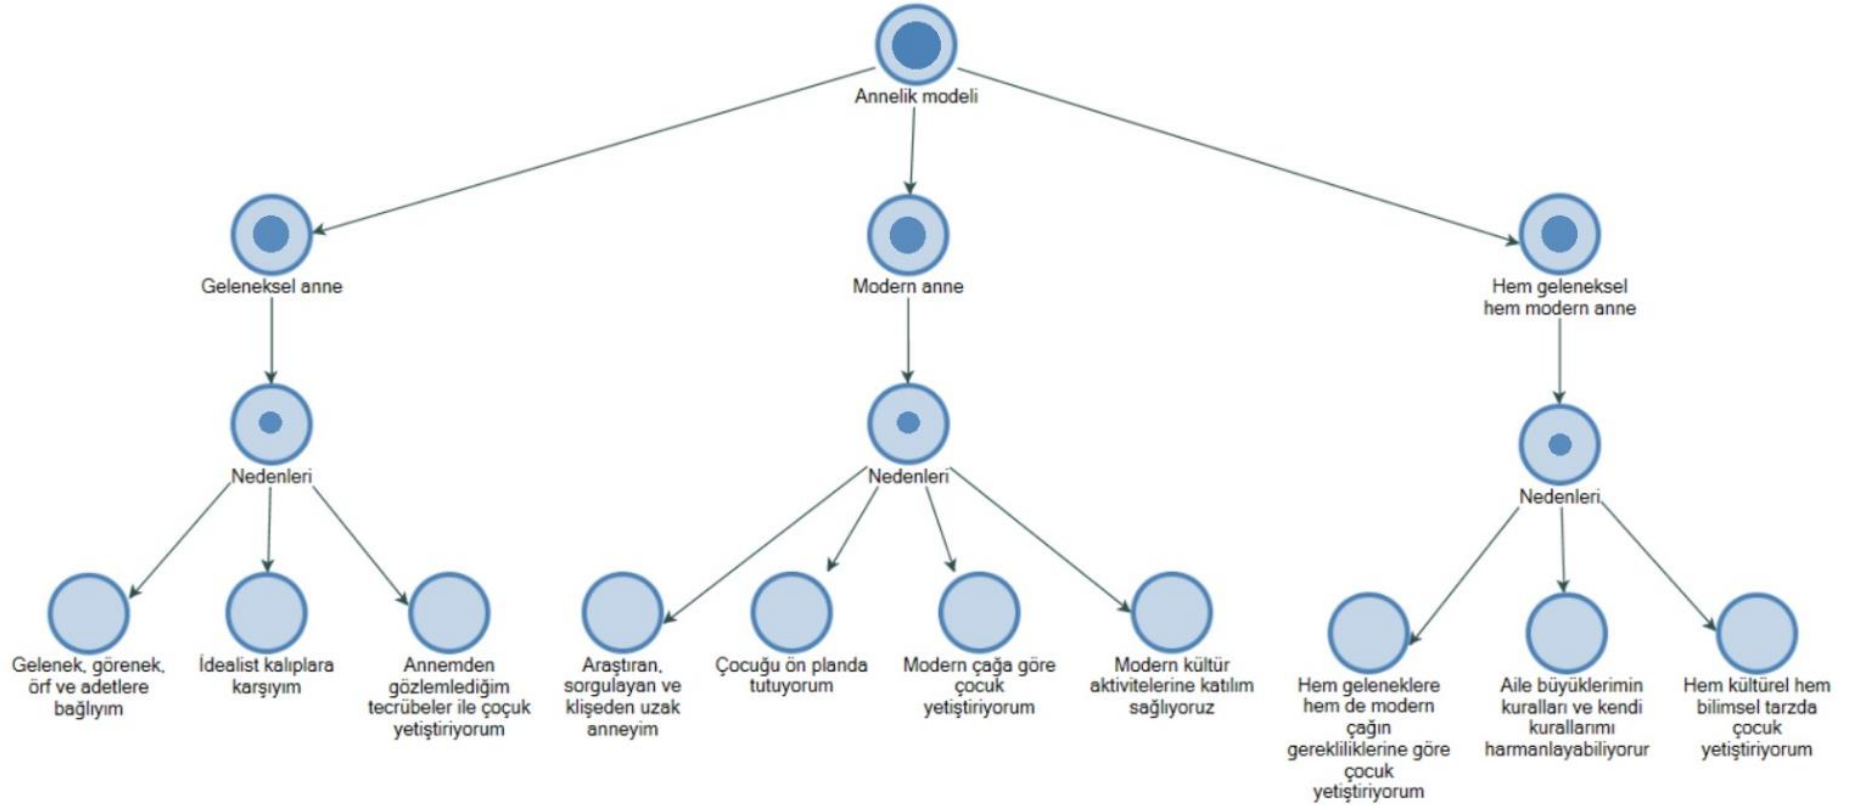 Annelik modeli
Geleneksel anne
Modern anne
Hem geleneksel
hem modern anne
Nedenleri
Nedenleri
Nedenleri
Gelenek, görenek,
örf ve adetlere
bağlıyım
İdealist kalıplara
karşıyım
Annemden
gözlemlediğim
tecrübeler ile çoçuk
yetiştiriyorum
Araştıran,
sorgulayan ve
klişeden uzak
anneyim
Çocuğu ön planda
tutuyorum
Modern çağa göre
çocuk
yetiştiriyorum
Modern kültür
aktivitelerine katılım
sağlıyoruz
Hem geleneklere
hem de modern
çağın
gerekliliklerine göre
çocuk
yetiştiriyorum
Aile büyüklerimin
kuralları ve kendi
kurallarımı
harmanlayabiliyorur
Hem kültürel hem
bilimsel tarzda
çocuk
yetiştiriyorum